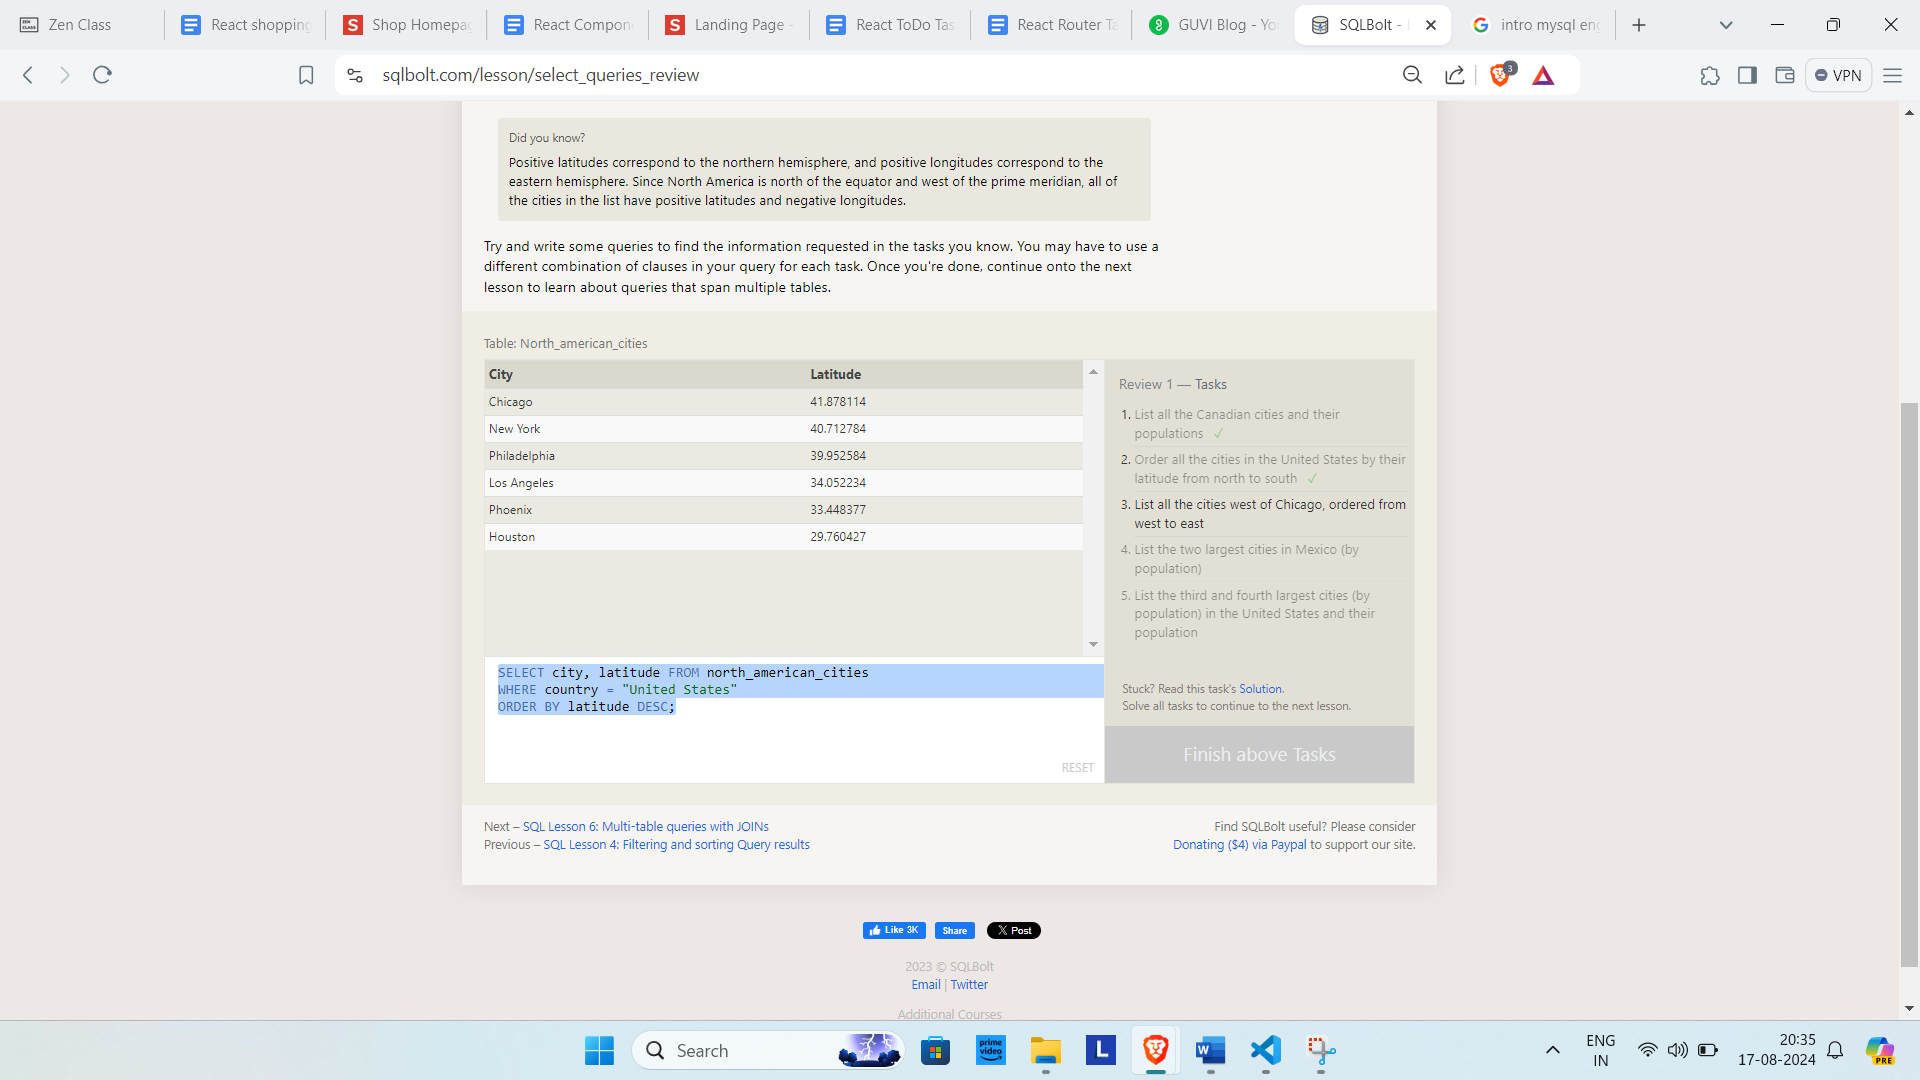 Zen Class
React shopping
Shop Homepag
React Compon
Landing Page -
React ToDo Tas
React Router Ta
GUVI Blog - Yo
SQLBolt -
intro mysql eng
sqlbolt.com/lesson/select_queries_review
3
VPN
Did you know?
Positive latitudes correspond to the northern hemisphere, and positive longitudes correspond to the
eastern hemisphere. Since North America is north of the equator and west of the prime meridian, all of
the cities in the list have positive latitudes and negative longitudes.
Try and write some queries to find the information requested in the tasks you know. You may have to use a
different combination of clauses in your query for each task. Once you're done, continue onto the next
lesson to learn about queries that span multiple tables.
Table: North_american_cities
City Latitude
Chicago 41.878114
New York 40.712784
Philadelphia 39.952584
Los Angeles 34.052234
Phoenix 33.448377
Houston 29.760427
SELECT city, latitude FROM north_american_cities
WHERE country = "United States"
ORDER BY latitude DESC;
RESET
Review 1 — Tasks
1. List all the Canadian cities and their
populations ✓
2. Order all the cities in the United States by their
latitude from north to south ✓
3. List all the cities west of Chicago, ordered from
west to east
4. List the two largest cities in Mexico (by
population)
5. List the third and fourth largest cities (by
population) in the United States and their
population
Stuck? Read this task's Solution.
Solve all tasks to continue to the next lesson.
Finish above Tasks
Next – SQL Lesson 6: Multi-table queries with JOINs
Previous – SQL Lesson 4: Filtering and sorting Query results
Find SQLBolt useful? Please consider
Donating ($4) via Paypal to support our site.
Like 3K
Share
X Post
2023 © SQLBolt
Email | Twitter
Additional Courses
Search
prime
video
L
W
ENG
IN
20:35
17-08-2024
PRE